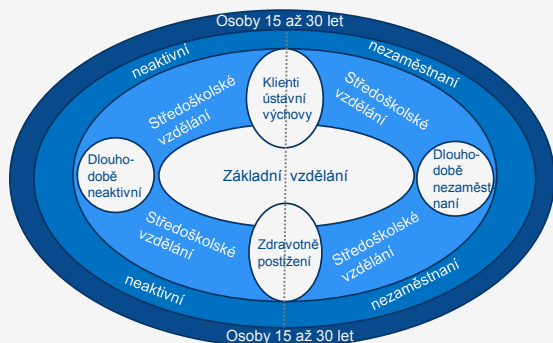 Osoby 15 až 30 let
neaktivní
nezaměstnaní
Středoškolské
vzdělání
Klienti
ústavní
výchovy
Středoškolské
vzdělání
Dlouho-
době
neaktivní
Základní vzdělání
Dlouho-
době
nezaměst
naní
Středoškolské
vzdělání
Zdravotně
postižení
Středoškolské
vzdělání
neaktivní
nezaměstnaní
Osoby 15 až 30 let